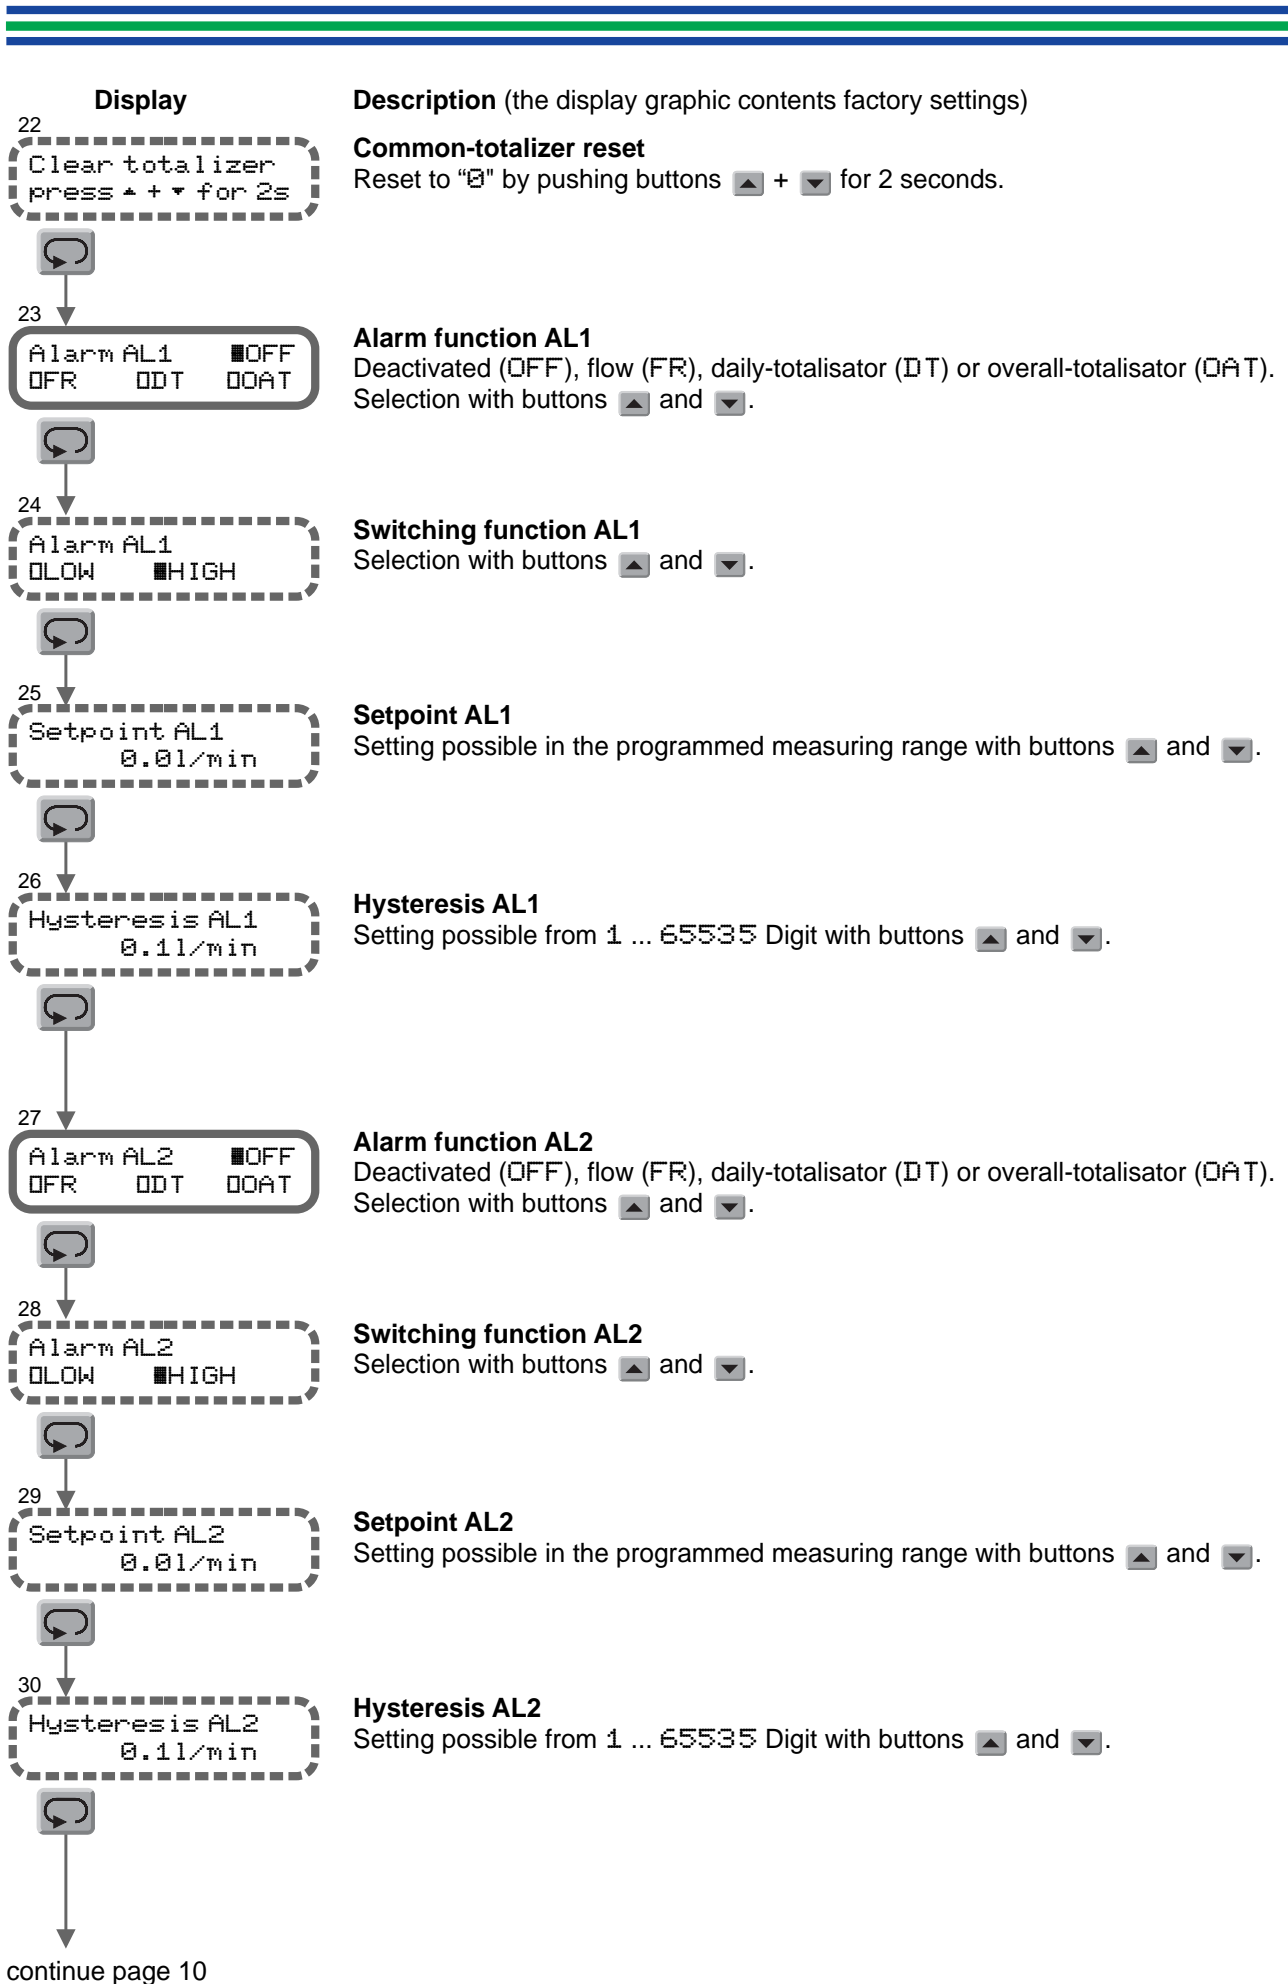 Display Description (the display graphic contents factory settings)
22
Clear totalizer
press ▲ + ▼ for 2s
Common-totalizer reset
Reset to “0" by pushing buttons ▲ + ▼ for 2 seconds.
23
Alarm AL1 ■OFF
□FR □DT □OAT
Alarm function AL1
Deactivated (OFF), flow (FR), daily-totalisator (DT) or overall-totalisator (OAT).
Selection with buttons ▲ and ▼.
24
Alarm AL1
□LOW ■HIGH
Switching function AL1
Selection with buttons ▲ and ▼.
25
Setpoint AL1
0.0l/min
Setpoint AL1
Setting possible in the programmed measuring range with buttons ▲ and ▼.
26
Hysteresis AL1
0.1l/min
Hysteresis AL1
Setting possible from 1 ... 65535 Digit with buttons ▲ and ▼.
27
Alarm AL2 ■OFF
□FR □DT □OAT
Alarm function AL2
Deactivated (OFF), flow (FR), daily-totalisator (DT) or overall-totalisator (OAT).
Selection with buttons ▲ and ▼.
28
Alarm AL2
□LOW ■HIGH
Switching function AL2
Selection with buttons ▲ and ▼.
29
Setpoint AL2
0.0l/min
Setpoint AL2
Setting possible in the programmed measuring range with buttons ▲ and ▼.
30
Hysteresis AL2
0.1l/min
Hysteresis AL2
Setting possible from 1 ... 65535 Digit with buttons ▲ and ▼.
continue page 10